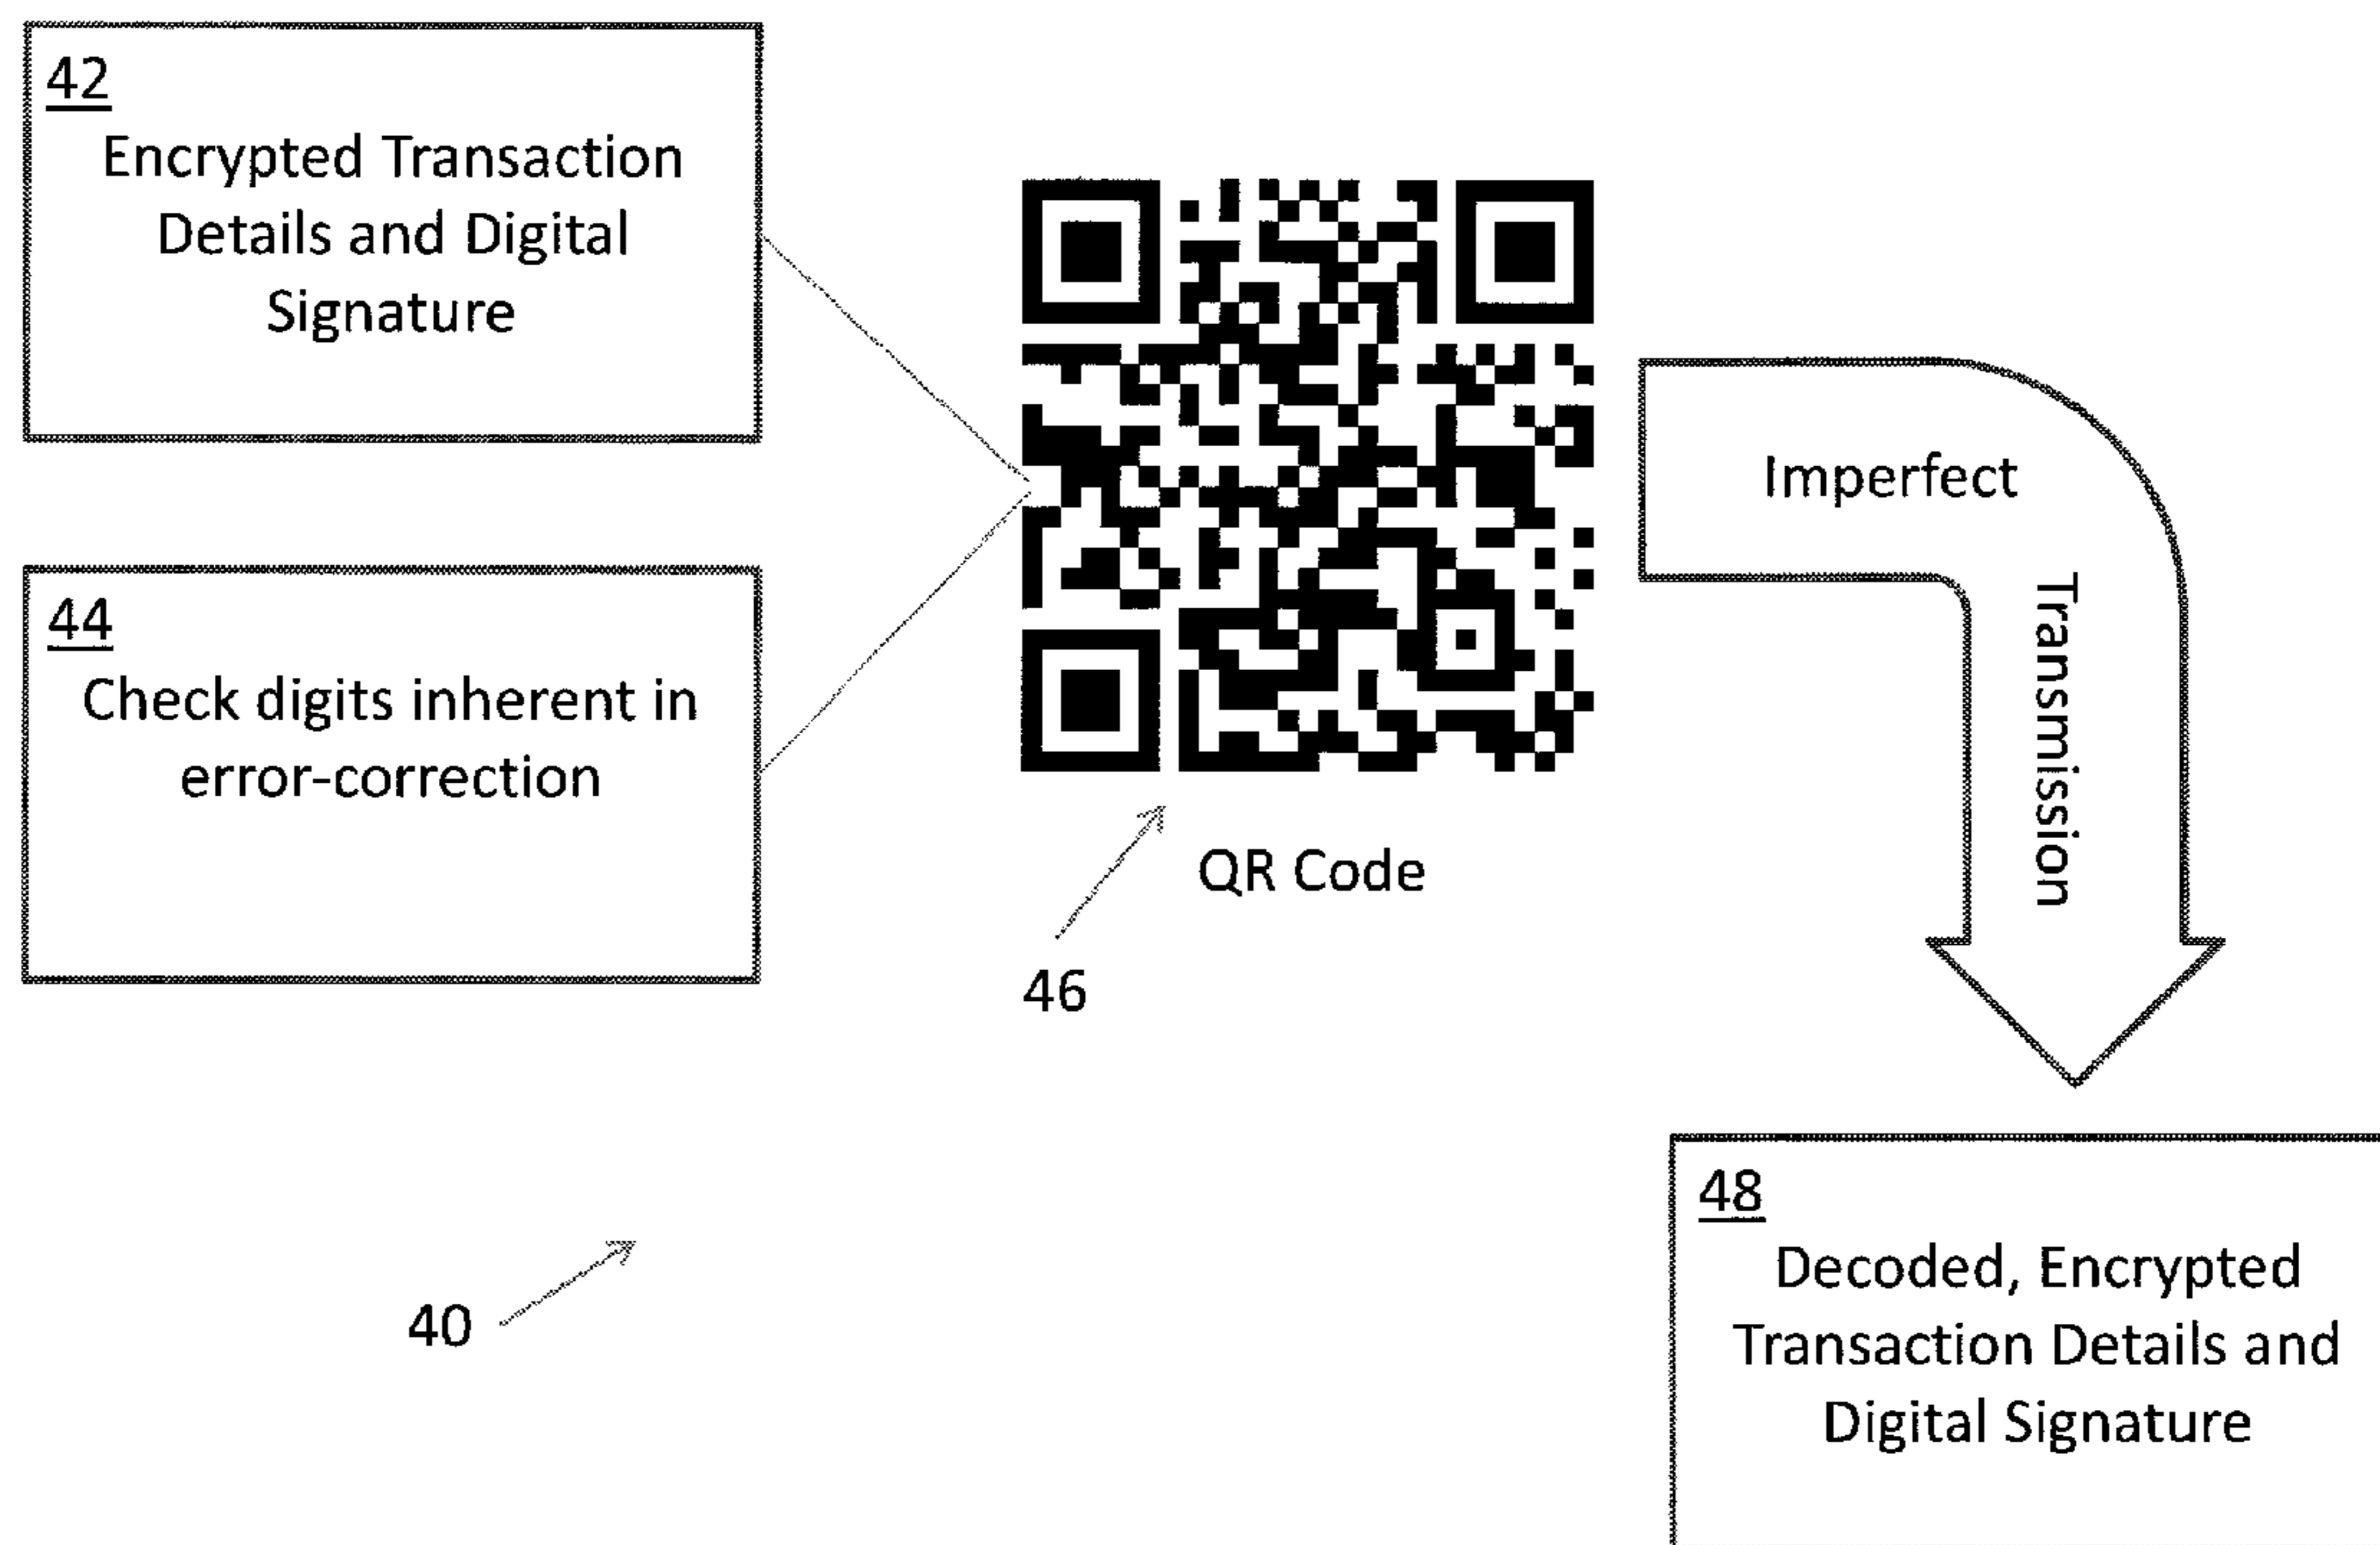 42
Encrypted Transaction
Details and Digital
Signature
44
Check digits inherent in
error-correction
QR Code
46
Imperfect
Transmission
40
48
Decoded, Encrypted
Transaction Details and
Digital Signature